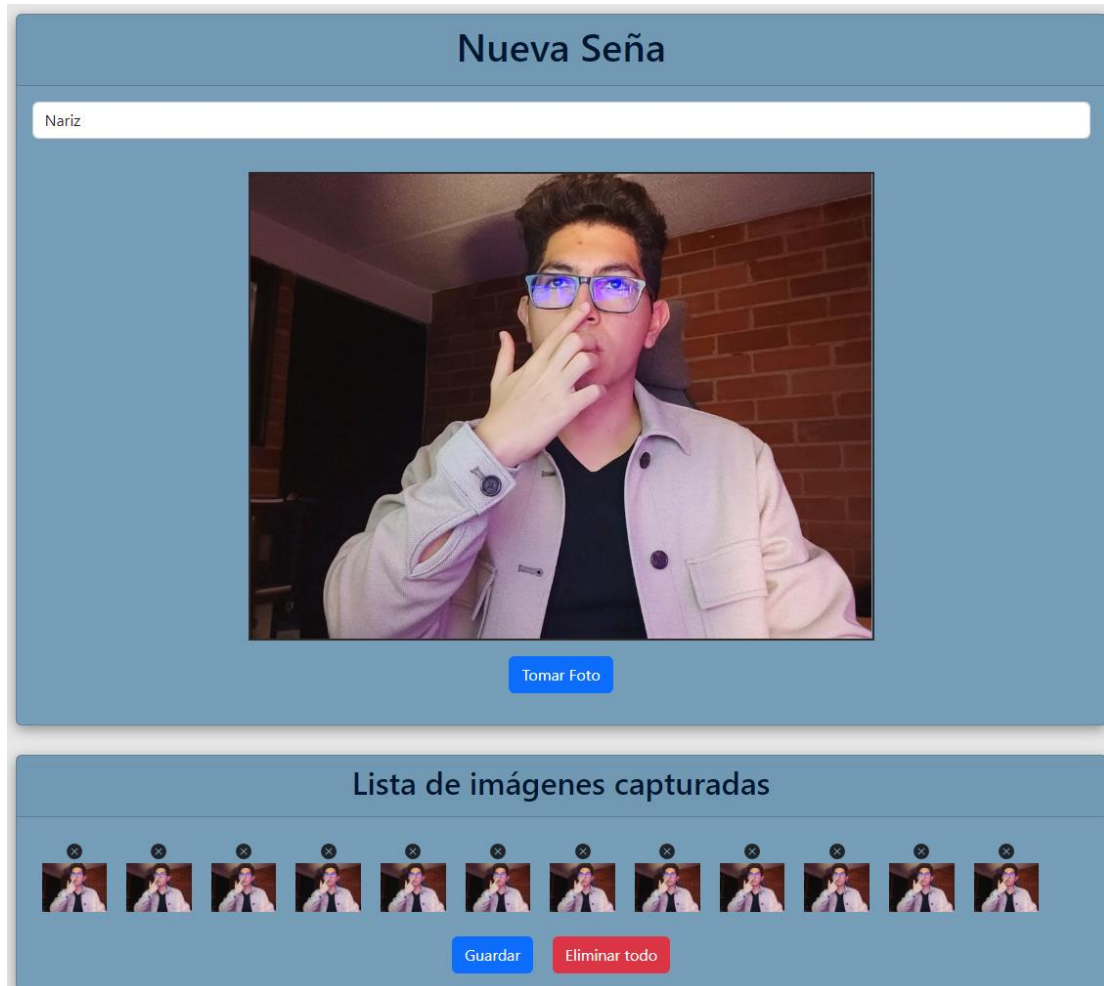 Nueva Seña
Nariz
Tomar Foto
Lista de imágenes capturadas
Guardar
Eliminar todo